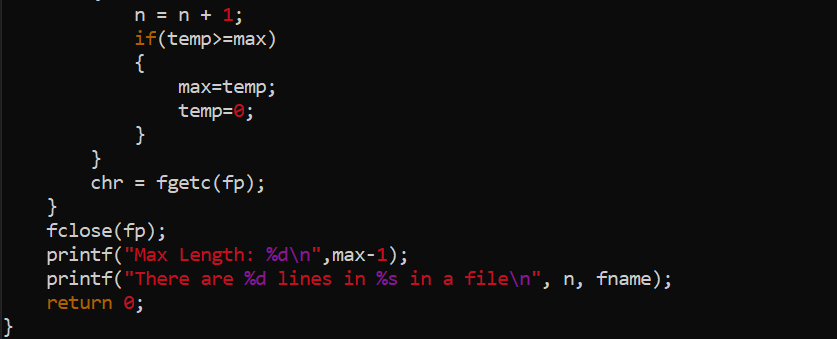 n = n + 1;
            if(temp>=max)
            {
                max=temp;
                temp=0;
            }
        }
        chr = fgetc(fp);
    }
    fclose(fp);
    printf("Max Length: %d\n",max-1);
    printf("There are %d lines in %s in a file\n", n, fname);
    return 0;
}